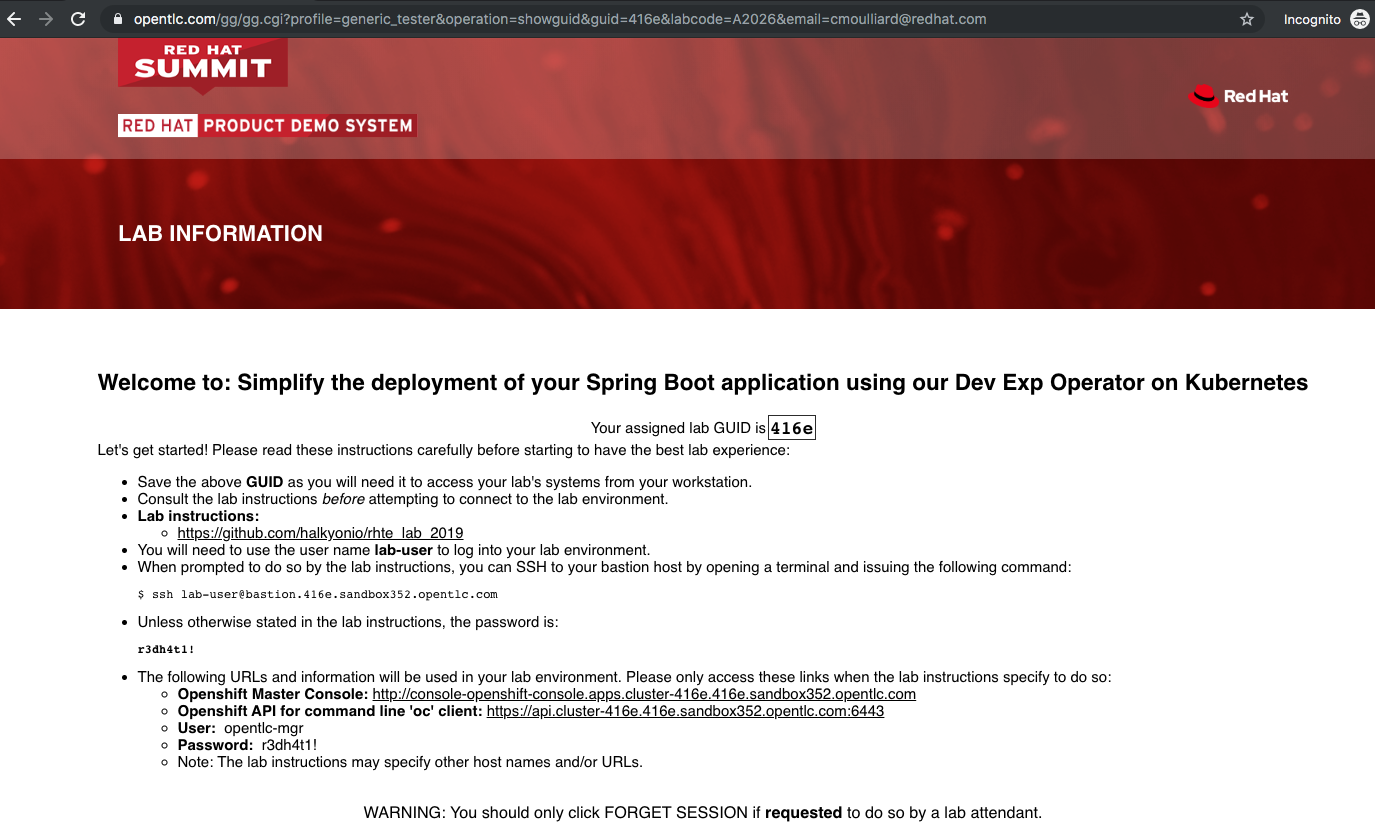 opentlc.com/gg/gg.cgi?profile=generic_tester&operation=showguid&guid=416e&labcode=A2026&email=cmoulliard@redhat.com
Incognito
RED HAT
SUMMIT
Red Hat
RED HAT PRODUCT DEMO SYSTEM
LAB INFORMATION
Welcome to: Simplify the deployment of your Spring Boot application using our Dev Exp Operator on Kubernetes
Your assigned lab GUID is 416e
Let's get started! Please read these instructions carefully before starting to have the best lab experience:
Save the above GUID as you will need it to access your lab's systems from your workstation.
Consult the lab instructions before attempting to connect to the lab environment.
Lab instructions:
https://github.com/halkyonio/rhte_lab_2019
You will need to use the user name lab-user to log into your lab environment.
When prompted to do so by the lab instructions, you can SSH to your bastion host by opening a terminal and issuing the following command:
$ ssh lab-user@bastion.416e.sandbox352.opentlc.com
Unless otherwise stated in the lab instructions, the password is:
r3dh4t1!
The following URLs and information will be used in your lab environment. Please only access these links when the lab instructions specify to do so:
Openshift Master Console: http://console-openshift-console.apps.cluster-416e.416e.sandbox352.opentlc.com
Openshift API for command line 'oc' client: https://api.cluster-416e.416e.sandbox352.opentlc.com:6443
User: opentlc-mgr
Password: r3dh4t1!
Note: The lab instructions may specify other host names and/or URLs.
WARNING: You should only click FORGET SESSION if requested to do so by a lab attendant.